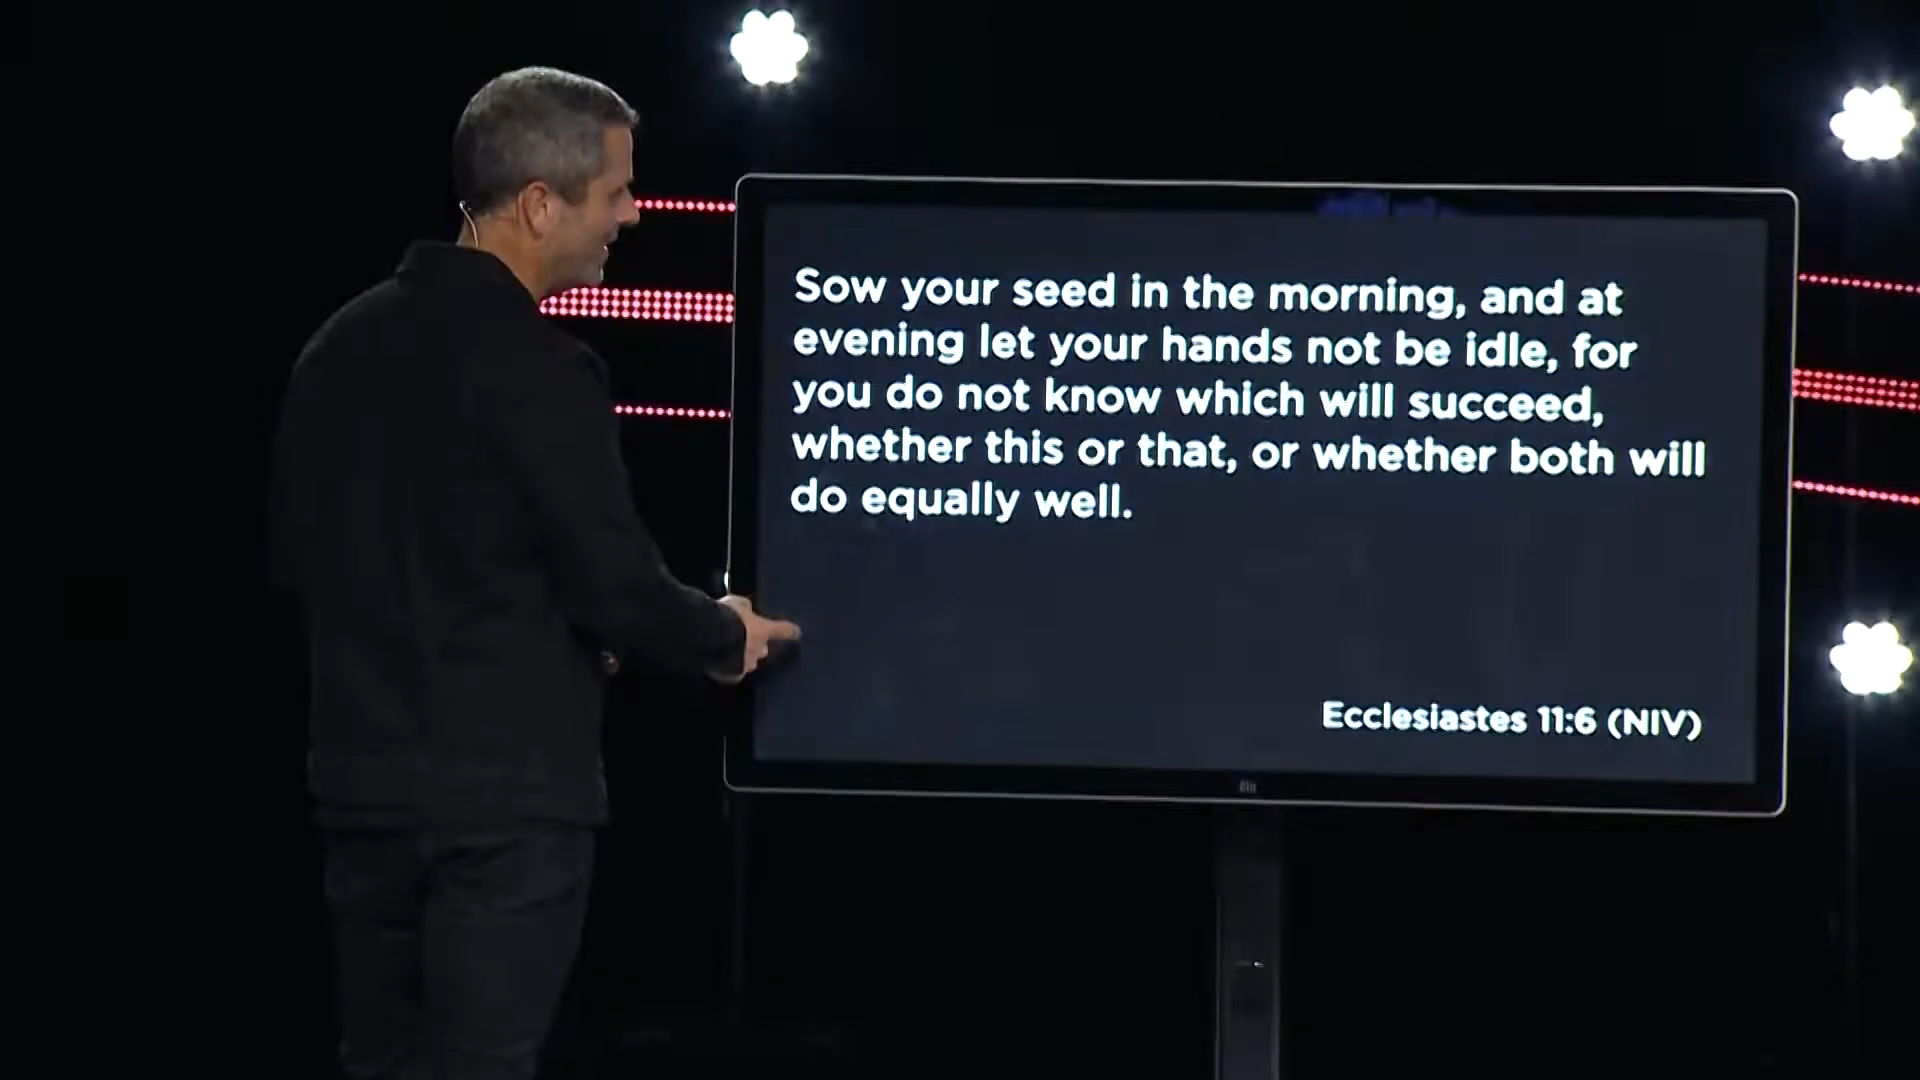 Sow your seed in the morning, and at
evening let your hands not be idle, for
you do not know which will succeed,
whether this or that, or whether both will
do equally well.
Ecclesiastes 11:6 (NIV)